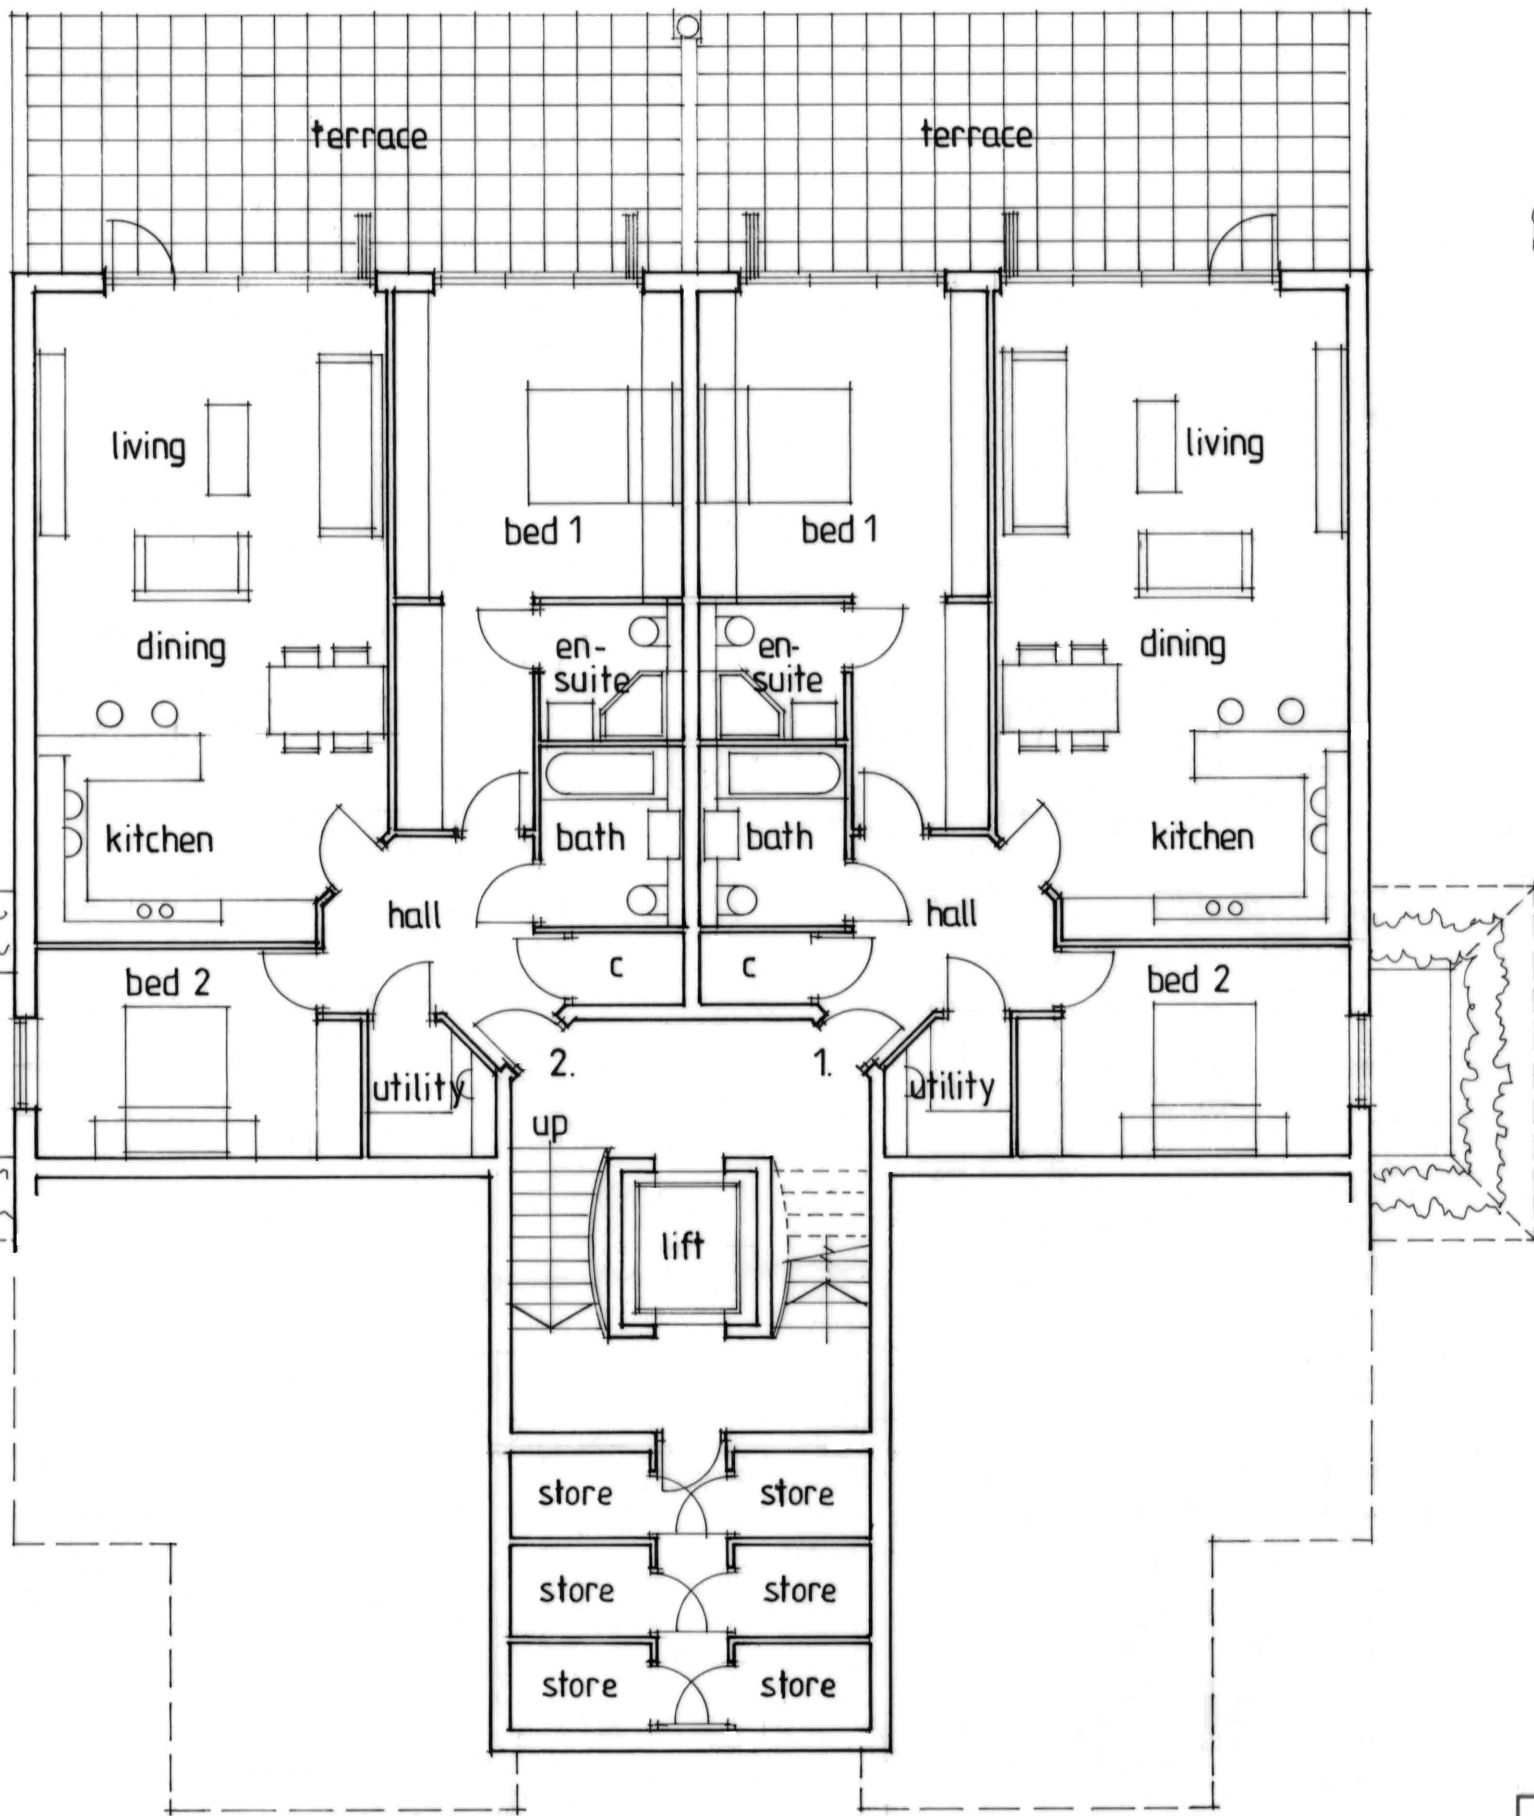 terrace terrace
living living
bed 1 bed 1
dining dining
en-
suite
en-
suite
kitchen bath bath kitchen
hall hall
bed 2 c c bed 2
2. 1.
utility utility
up
lift
store store
store store
store store